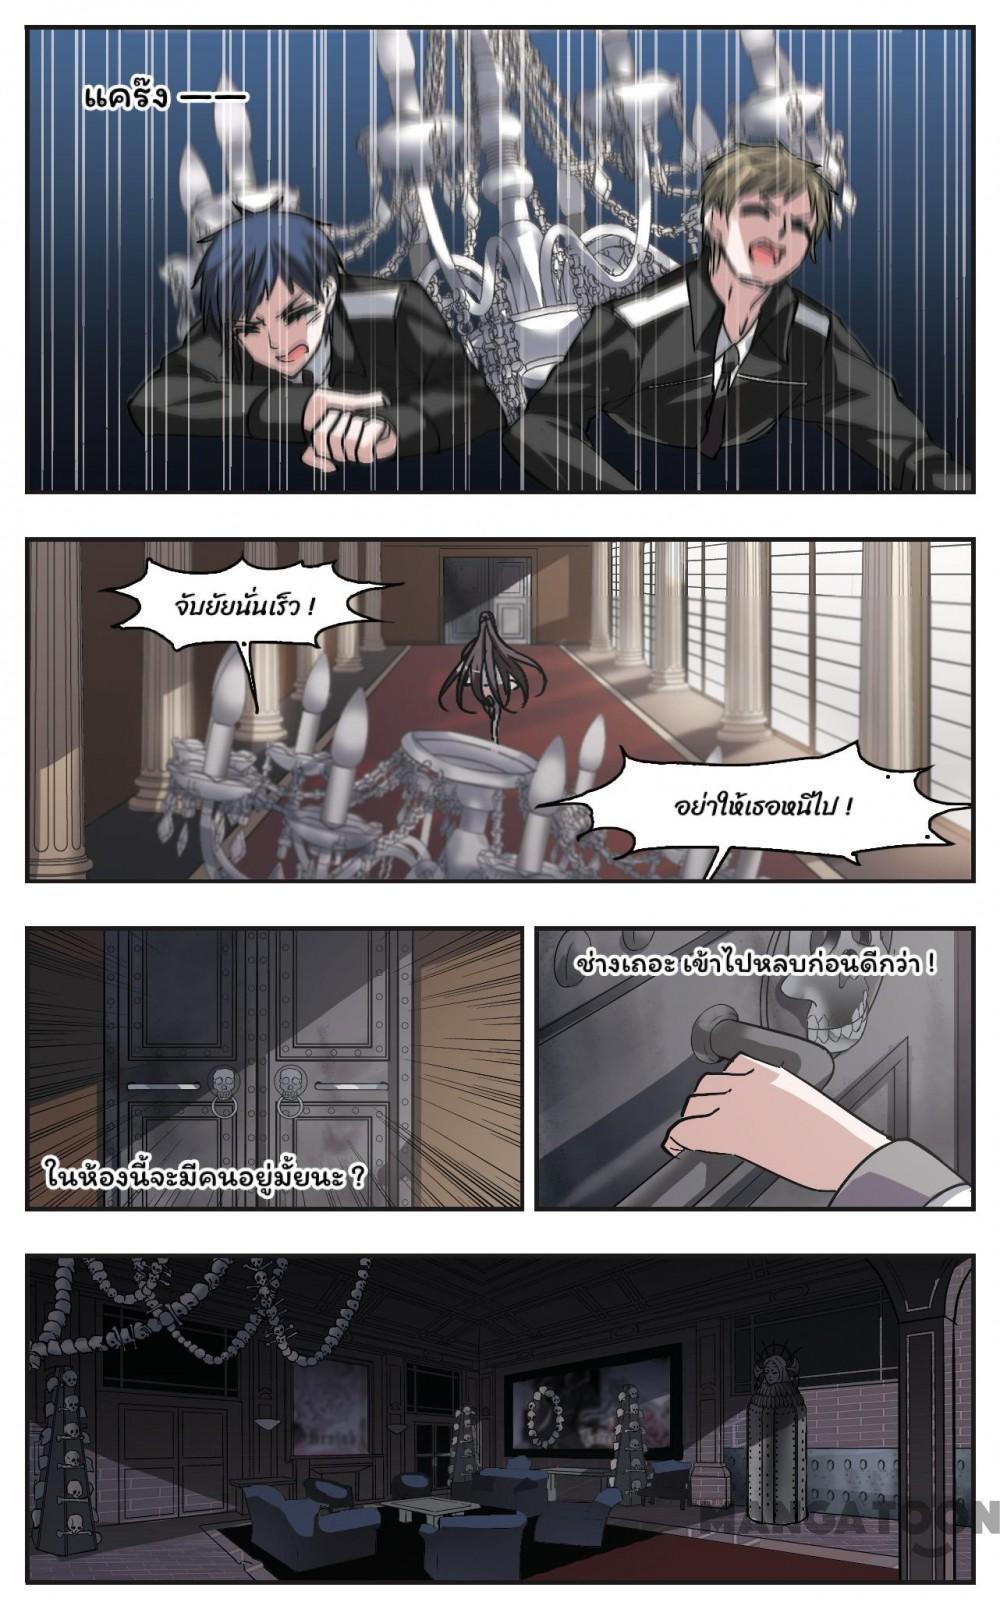 แคร๊ง ——
จับยัยนั่นเร็ว !
อย่าให้เธอหนีไป !
ในห้องนี้จะมีคนอยู่มั้ยนะ ?
ช่างเถอะ เข้าไปหลบก่อนดีกว่า !
MANGATOON